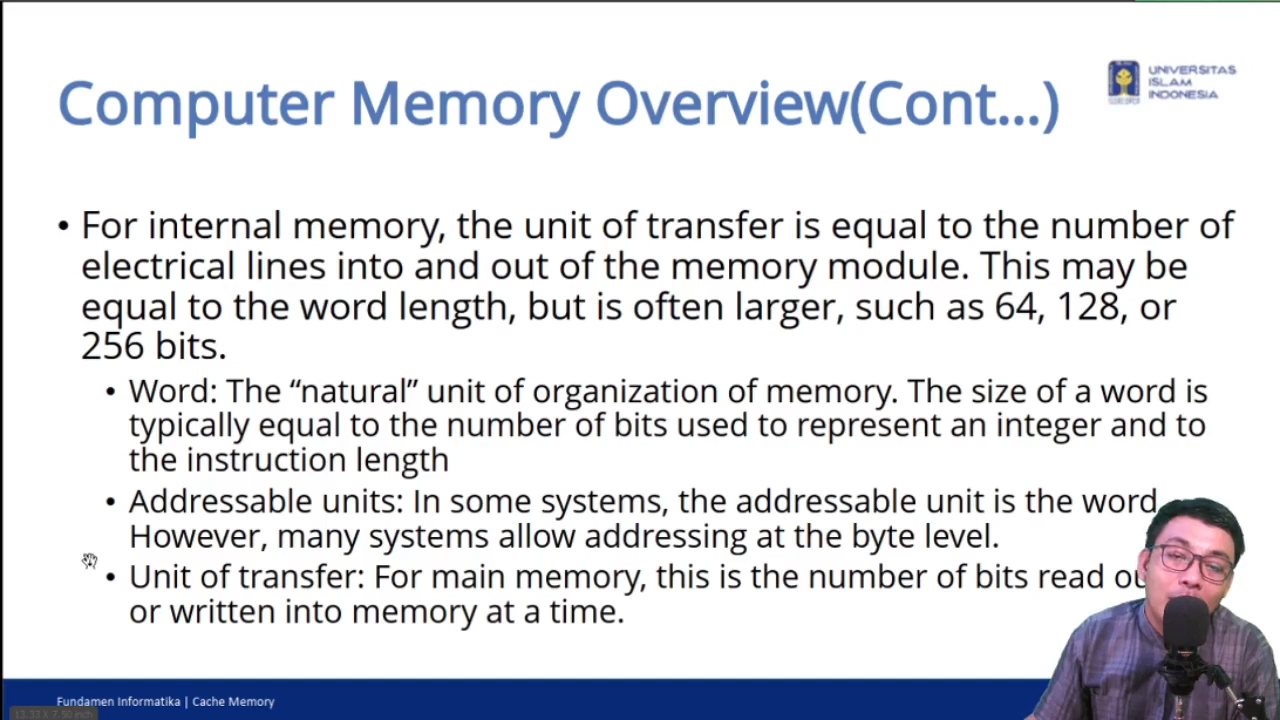 Computer Memory Overview(Cont...)
UNIVERSITAS
ISLAM
INDONESIA
• For internal memory, the unit of transfer is equal to the number of
electrical lines into and out of the memory module. This may be
equal to the word length, but is often larger, such as 64, 128, or
256 bits.
• Word: The “natural” unit of organization of memory. The size of a word is
typically equal to the number of bits used to represent an integer and to
the instruction length
• Addressable units: In some systems, the addressable unit is the word.
However, many systems allow addressing at the byte level.
• Unit of transfer: For main memory, this is the number of bits read
or written into memory at a time.
Fundamen Informatika | Cache Memory
13.33 X 7.50 inch